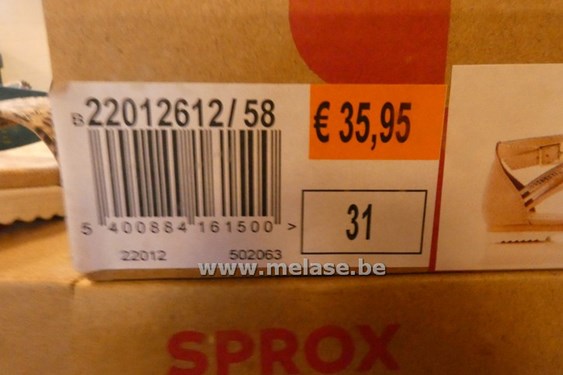 B 22012612/58
€ 35,95
5 400884 161500 >
31
22012 502063
www.melase.be
SPROX